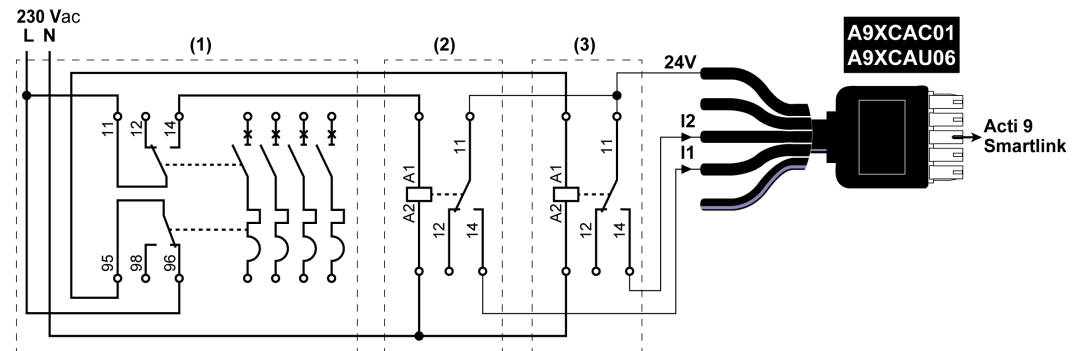 230 Vac
L N
(1)
(2)
(3)
24V
A9XCAC01
A9XCAU06
I2
I1
Acti 9
Smartlink
11
12
14
95
98
96
A1
A2
11
12
14
A1
A2
11
12
14